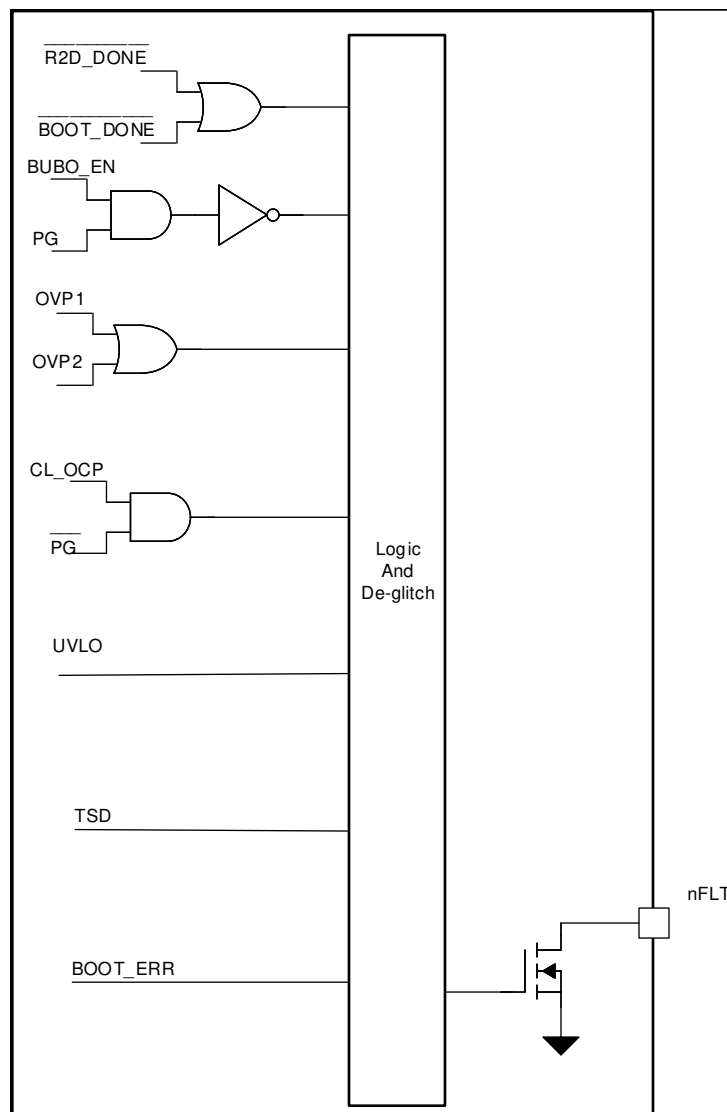 R2D_DONE
BOOT_DONE
BUBO_EN
PG
OVP1
OVP2
CL_OCP
PG
Logic
And
De-glitch
UVLO
TSD
nFLT
BOOT_ERR